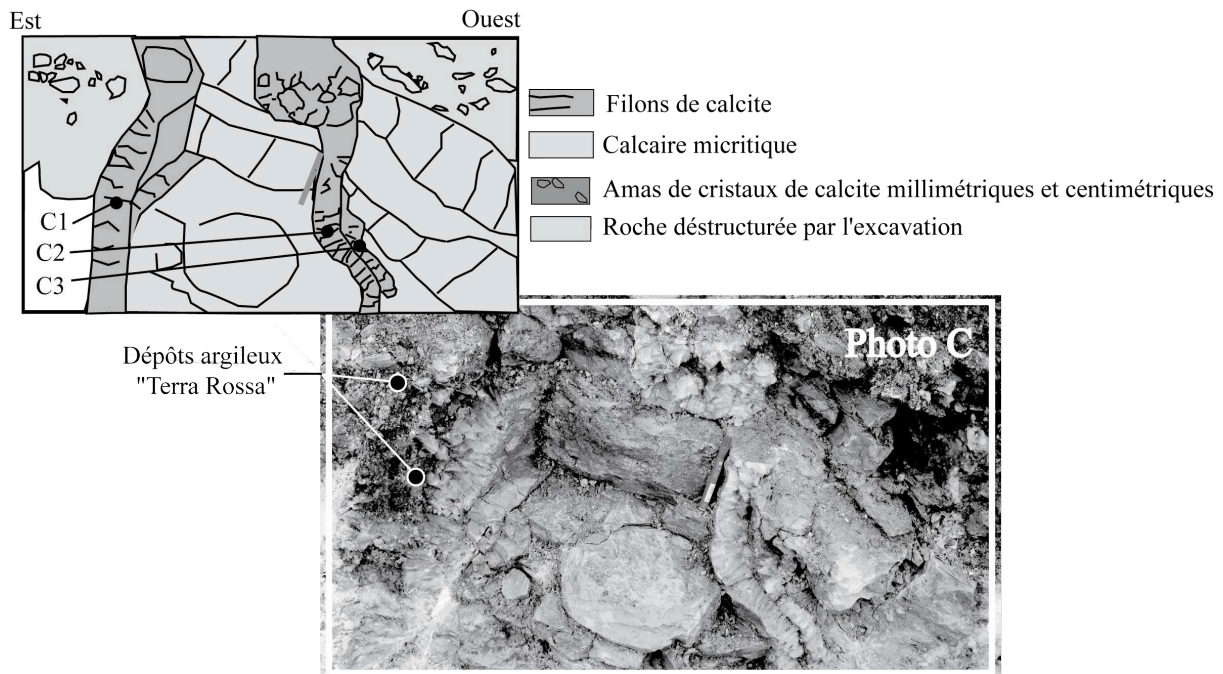 Est
Ouest
Filons de calcite
Calcaire micritique
Amas de cristaux de calcite millimétriques et centimétriques
Roche déstructurée par l'excavation
C1
C2
C3
Dépôts argileux
"Terra Rossa"
Photo C